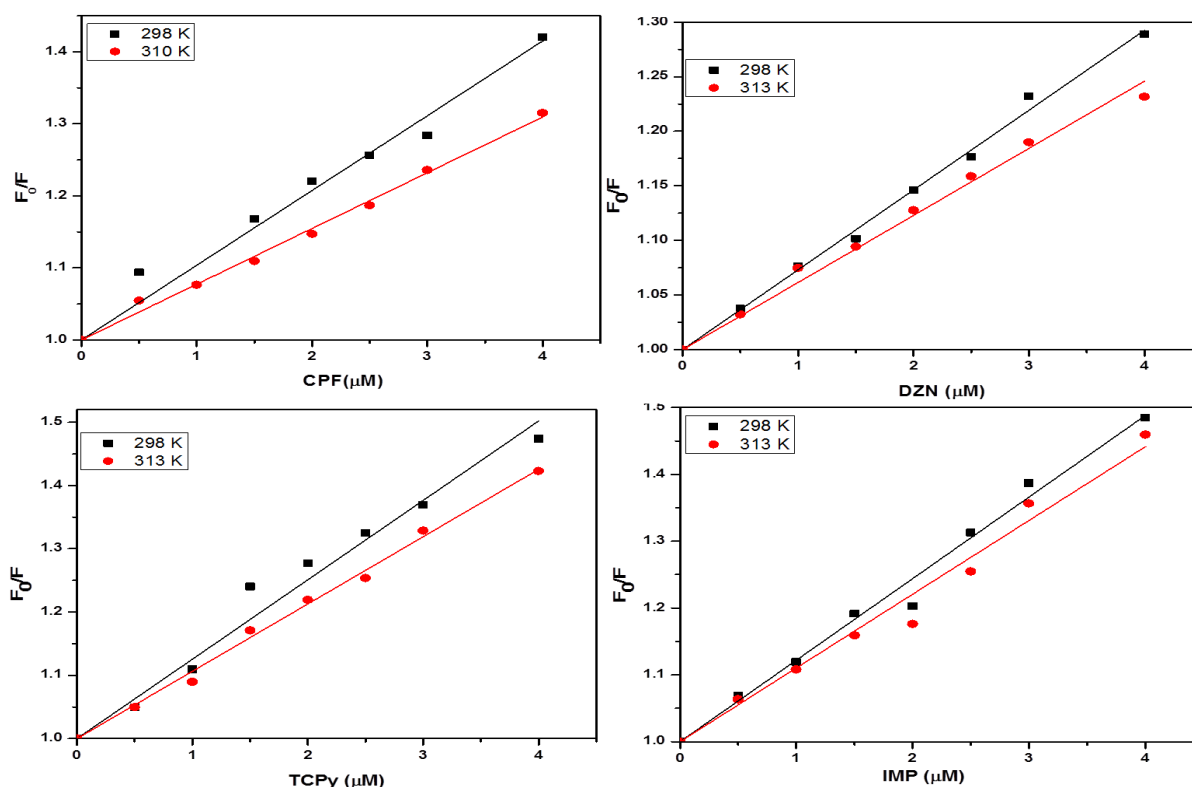 298 K
310 K
F₀/F
1.4
1.3
1.2
1.1
1.0
0 1 2 3 4
CPF(μM)
298 K
313 K
F₀/F
1.30
1.25
1.20
1.15
1.10
1.05
1.00
0 1 2 3 4
DZN (μM)
298 K
313 K
F₀/F
1.5
1.4
1.3
1.2
1.1
1.0
0 1 2 3 4
TCPy (μM)
298 K
313 K
F₀/F
1.5
1.4
1.3
1.2
1.1
1.0
0 1 2 3 4
IMP (μM)